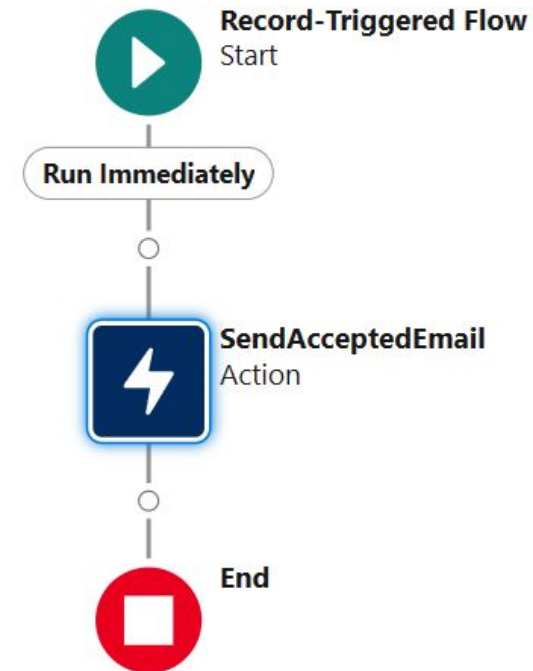 Record-Triggered Flow
Start
Run Immediately
SendAcceptedEmail
Action
End